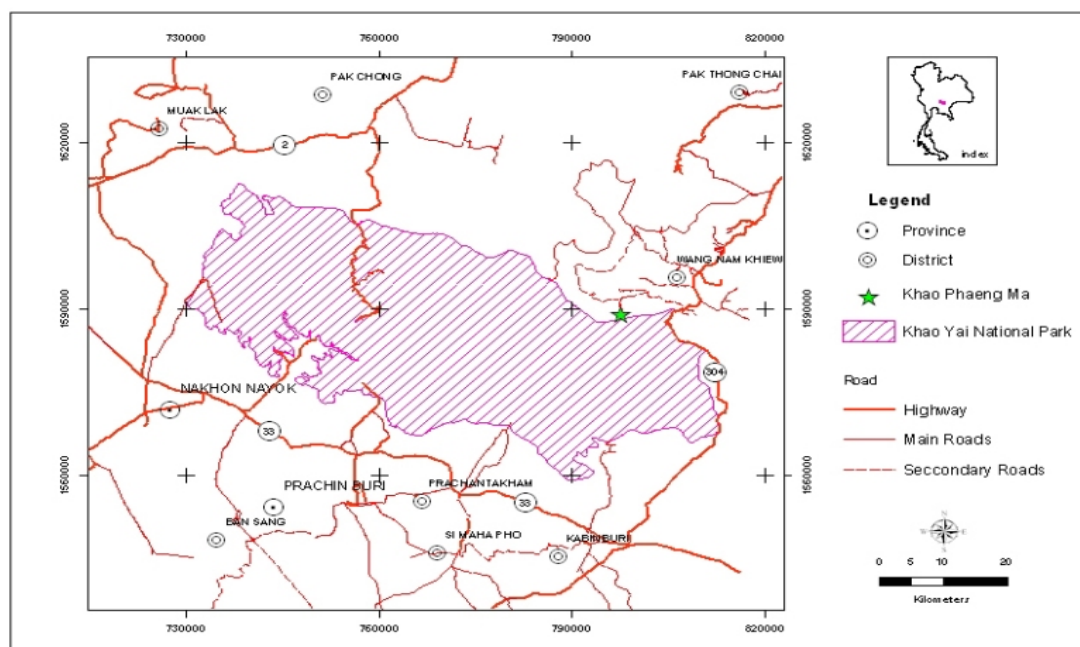 730000 760000 790000 820000
PAK CHONG
PAK THONG CHAI
MUAK LAK
1620000
1620000
2
index
Legend
Province
District
WANG NAM KHIEW
Khao Phaeng Ma
1590000
1590000
Khao Yai National Park
304
NAKHON NAYOK
Road
Highway
33
Main Roads
1560000
1560000
Seccondary Roads
PRACHIN BURI
PRACHANTAKHAM
33
BAN SANG
SI MAHA PHO
KABIN BURI
N
W E
S
0 5 10 20
Kilometers
730000 760000 790000 820000